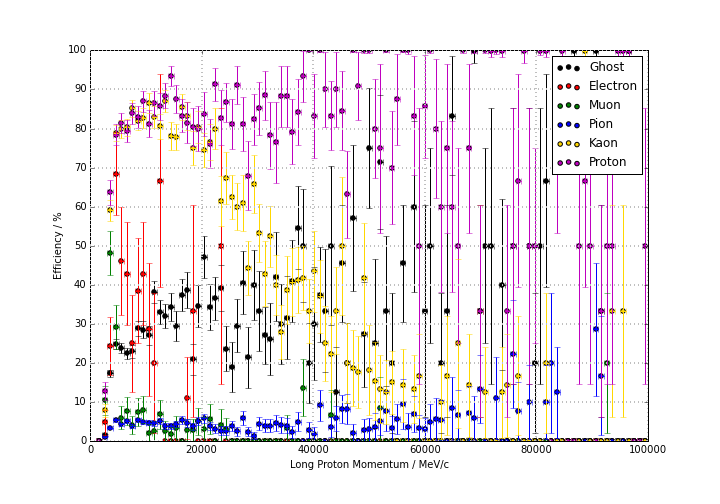 100
90
80
70
60
50
40
30
20
10
0
Efficiency / %
0 20000 40000 60000 80000 100000
Long Proton Momentum / MeV/c
Ghost
Electron
Muon
Pion
Kaon
Proton